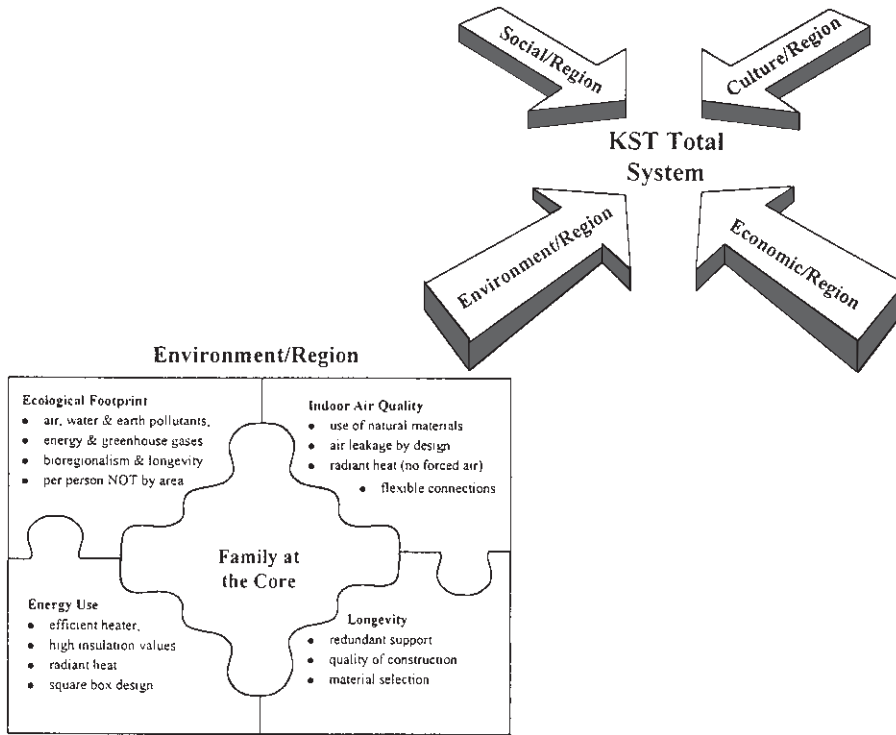 Social/Region
Culture/Region
KST Total
System
Environment/Region
Economic/Region
Environment/Region
Ecological Footprint
• air, water & earth pollutants,
• energy & greenhouse gases
• bioregionalism & longevity
• per person NOT by area
Indoor Air Quality
• use of natural materials
• air leakage by design
• radiant heat (no forced air)
• flexible connections
Family at
the Core
Energy Use
• efficient heater,
• high insulation values
• radiant heat
• square box design
Longevity
• redundant support
• quality of construction
• material selection